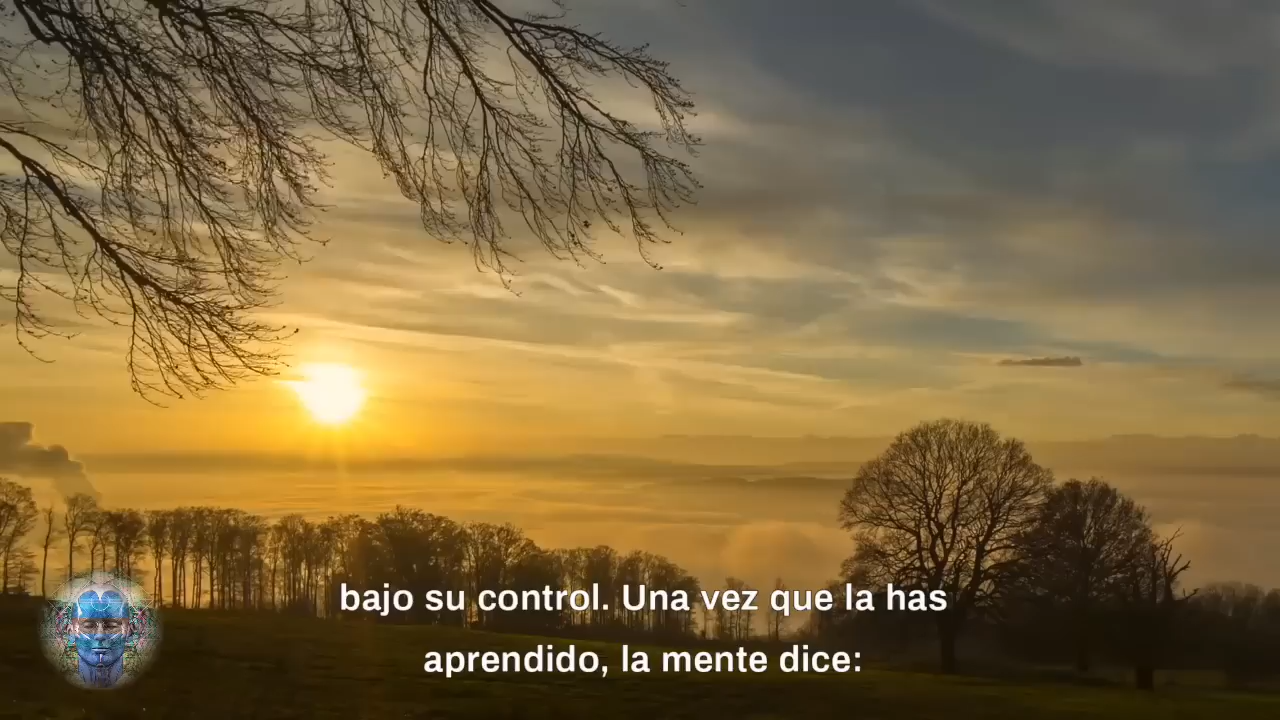 bajo su control. Una vez que la has
aprendido, la mente dice: